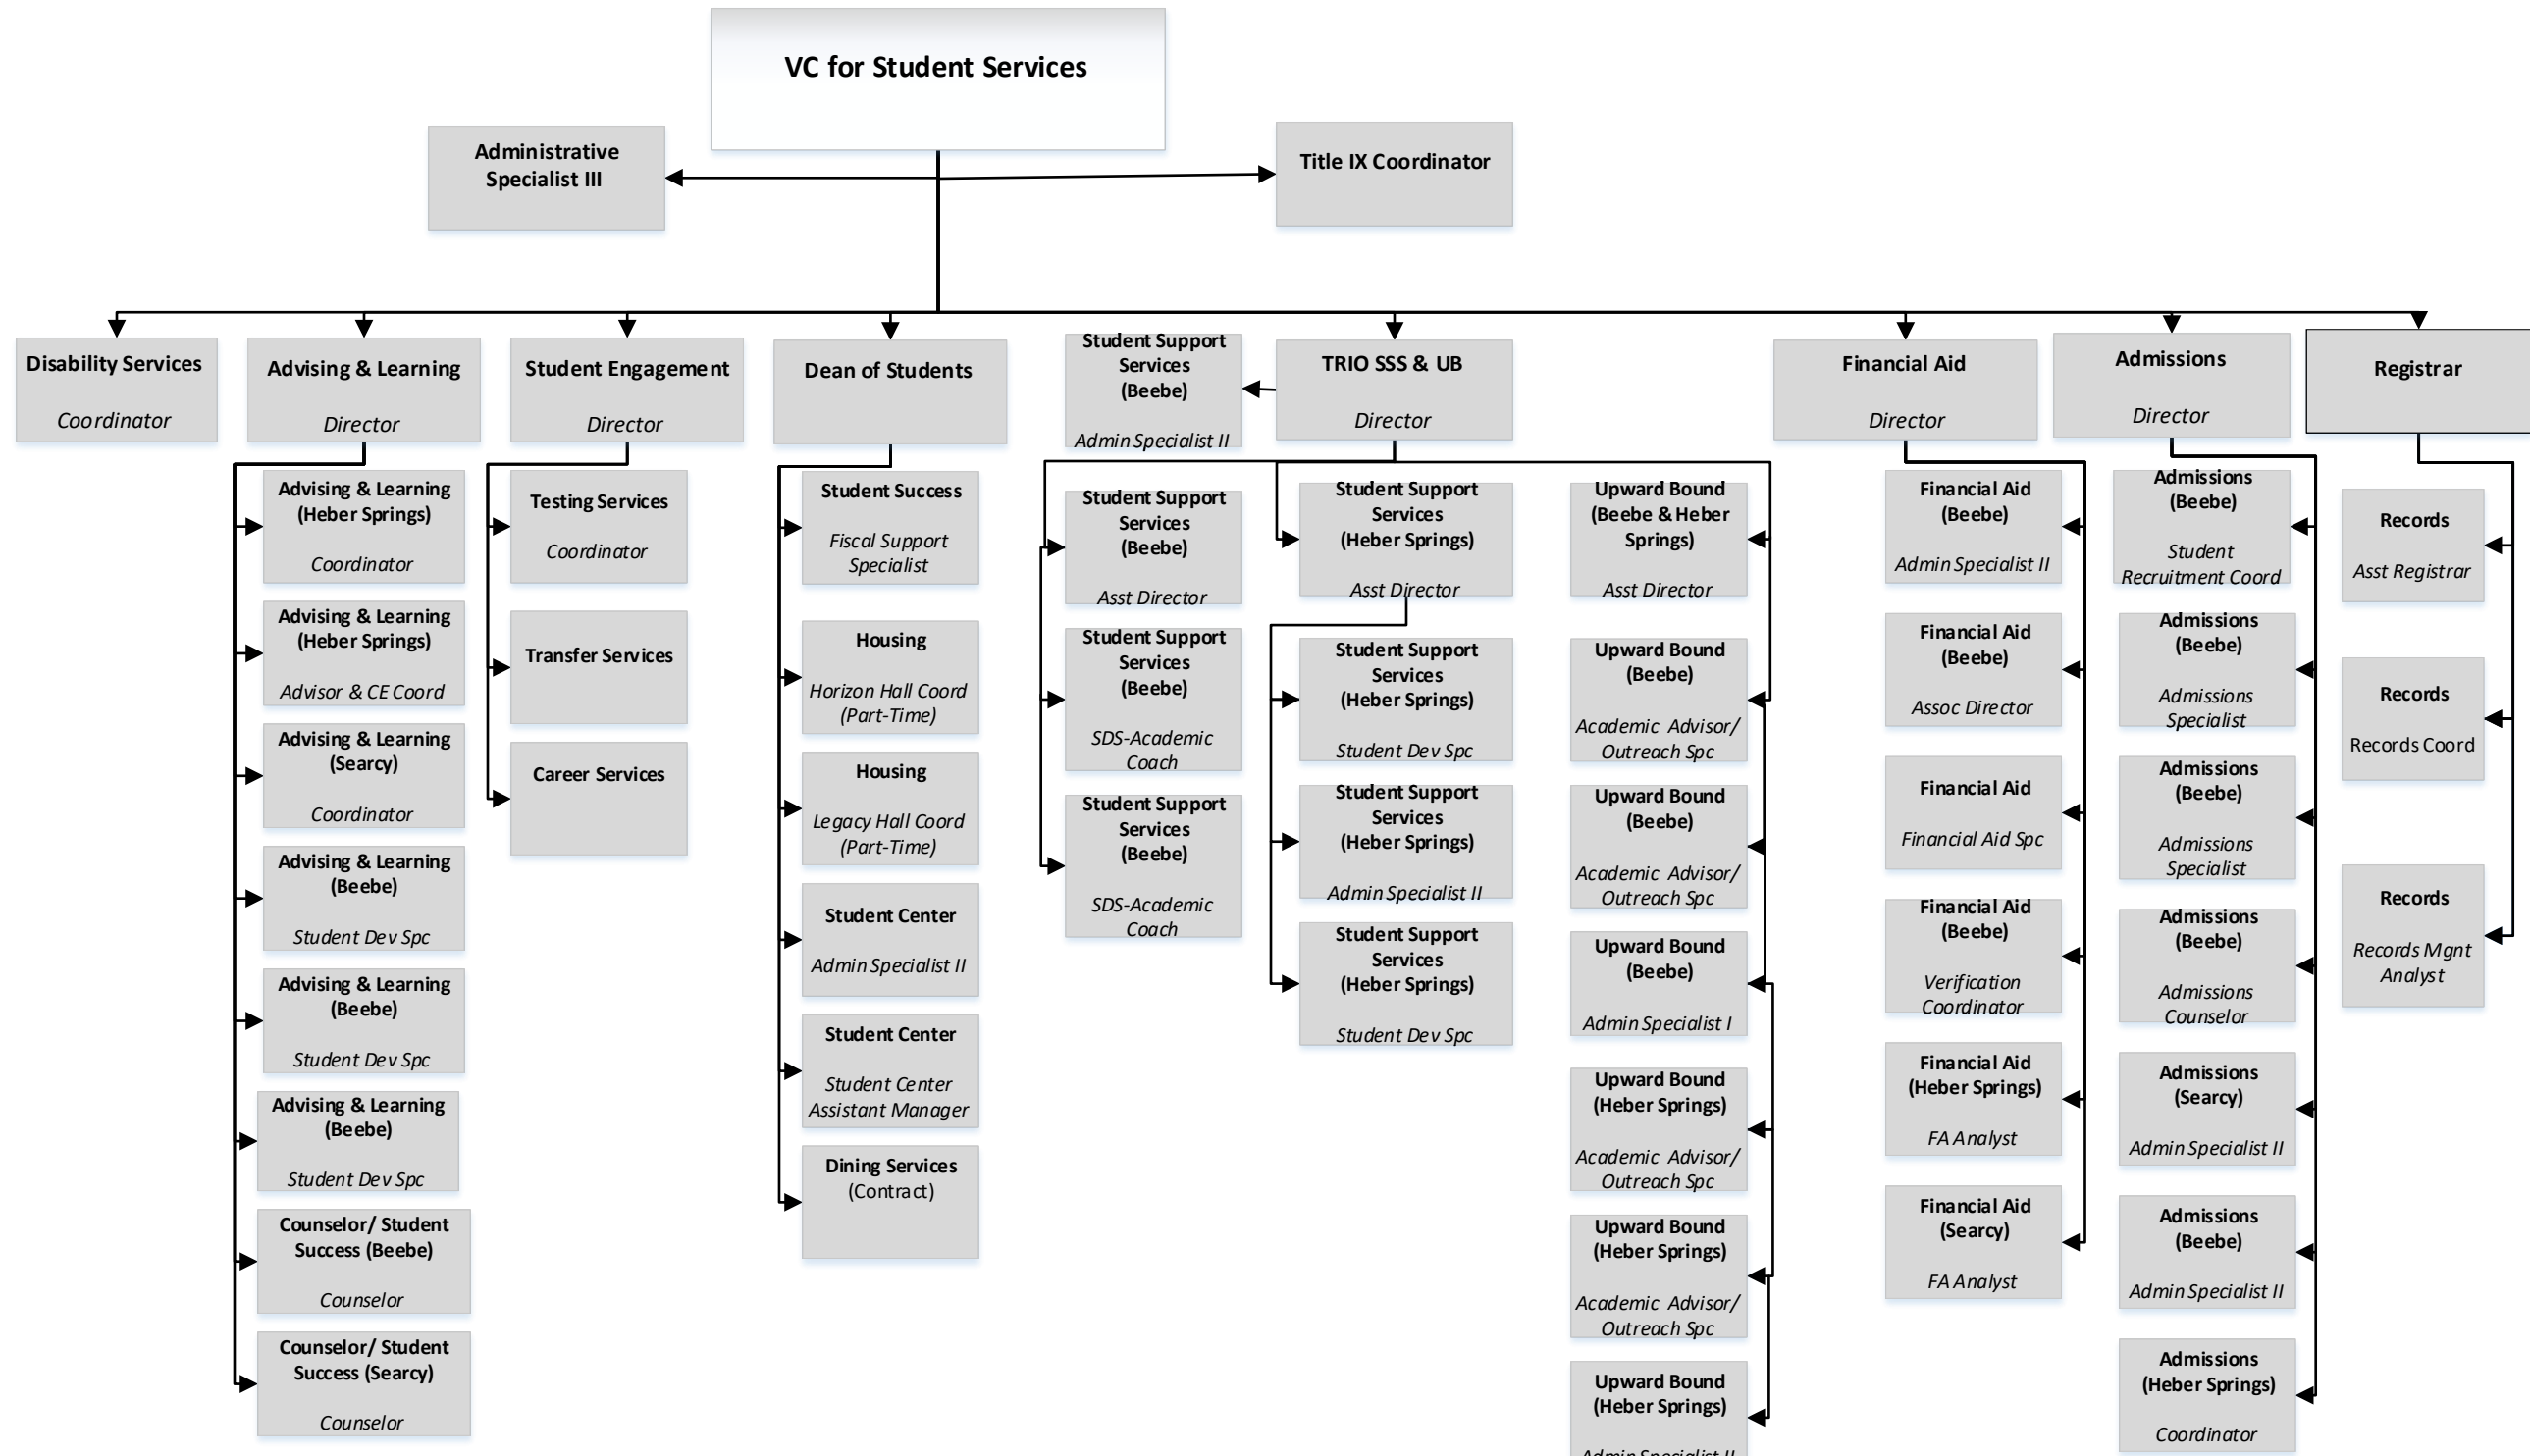 VC for Student Services
Administrative
Specialist III
Title IX Coordinator
Disability Services
Coordinator
Advising & Learning
Director
Student Engagement
Director
Dean of Students
Student Support
Services
(Beebe)
Admin Specialist II
TRIO SSS & UB
Director
Financial Aid
Director
Admissions
Director
Registrar
Advising & Learning
(Heber Springs)
Coordinator
Advising & Learning
(Heber Springs)
Advisor & CE Coord
Advising & Learning
(Searcy)
Coordinator
Advising & Learning
(Beebe)
Student Dev Spc
Advising & Learning
(Beebe)
Student Dev Spc
Advising & Learning
(Beebe)
Student Dev Spc
Counselor/ Student
Success (Beebe)
Counselor
Counselor/ Student
Success (Searcy)
Counselor
Testing Services
Coordinator
Transfer Services
Career Services
Student Success
Fiscal Support
Specialist
Housing
Horizon Hall Coord
(Part-Time)
Housing
Legacy Hall Coord
(Part-Time)
Student Center
Admin Specialist II
Student Center
Student Center
Assistant Manager
Dining Services
(Contract)
Student Support
Services
(Beebe)
Asst Director
Student Support
Services
(Beebe)
SDS-Academic
Coach
Student Support
Services
(Beebe)
SDS-Academic
Coach
Student Support
Services
(Heber Springs)
Asst Director
Student Support
Services
(Heber Springs)
Student Dev Spc
Student Support
Services
(Heber Springs)
Admin Specialist II
Student Support
Services
(Heber Springs)
Student Dev Spc
Upward Bound
(Beebe & Heber
Springs)
Asst Director
Upward Bound
(Beebe)
Academic Advisor/
Outreach Spc
Upward Bound
(Beebe)
Academic Advisor/
Outreach Spc
Upward Bound
(Beebe)
Admin Specialist I
Upward Bound
(Heber Springs)
Academic Advisor/
Outreach Spc
Upward Bound
(Heber Springs)
Academic Advisor/
Outreach Spc
Upward Bound
(Heber Springs)
Admin Specialist II
Financial Aid
(Beebe)
Admin Specialist II
Financial Aid
(Beebe)
Assoc Director
Financial Aid
Financial Aid Spc
Financial Aid
(Beebe)
Verification
Coordinator
Financial Aid
(Heber Springs)
FA Analyst
Financial Aid
(Searcy)
FA Analyst
Admissions
(Beebe)
Student
Recruitment Coord
Admissions
(Beebe)
Admissions
Specialist
Admissions
(Beebe)
Admissions
Specialist
Admissions
(Beebe)
Admissions
Counselor
Admissions
(Searcy)
Admin Specialist II
Admissions
(Beebe)
Admin Specialist II
Admissions
(Heber Springs)
Coordinator
Records
Asst Registrar
Records
Records Coord
Records
Records Mgnt
Analyst